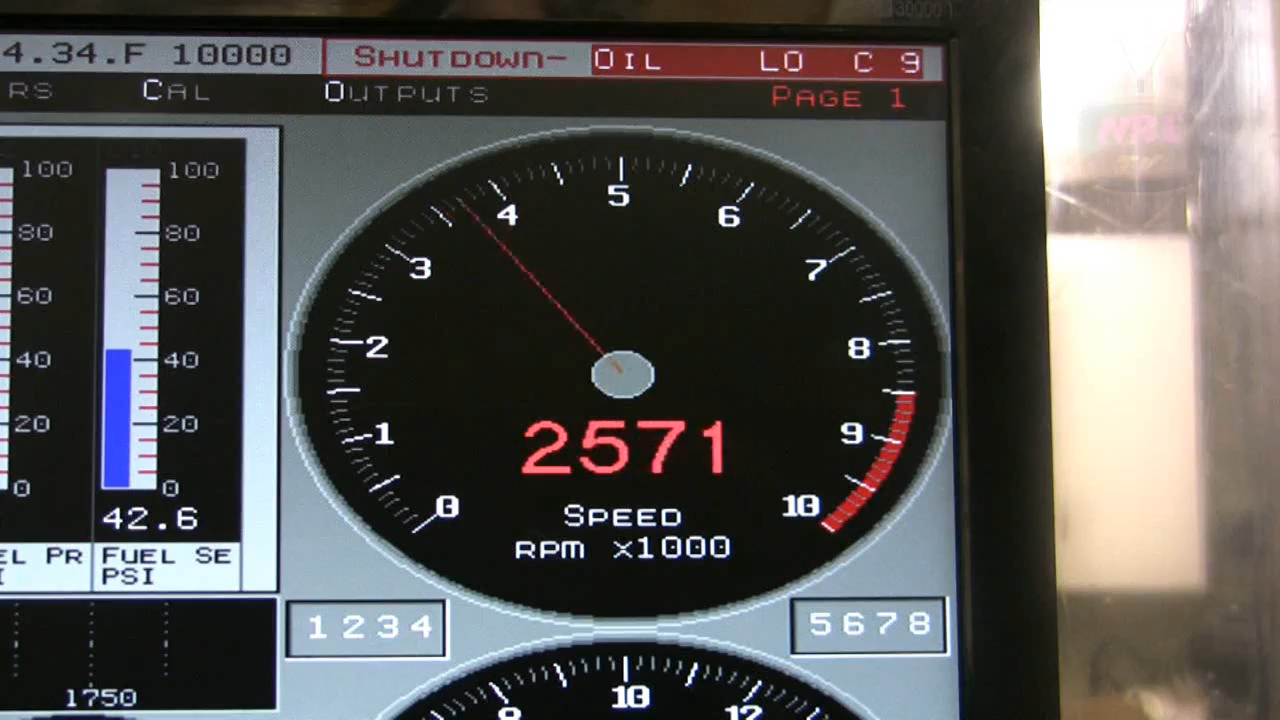 30000
4.34.F 10000 SHUTDOWN- OIL LO C 9
RS CAL OUTPUTS PAGE 1
100 100
80 80
60 60
40 40
20 20
0 0
42.6
EL PR FUEL SE
I PSI
1750
0 1 2 3 4 5 6 7 8 9 10
2571
SPEED
RPM X1000
1 2 3 4
5 6 7 8
8 10 12